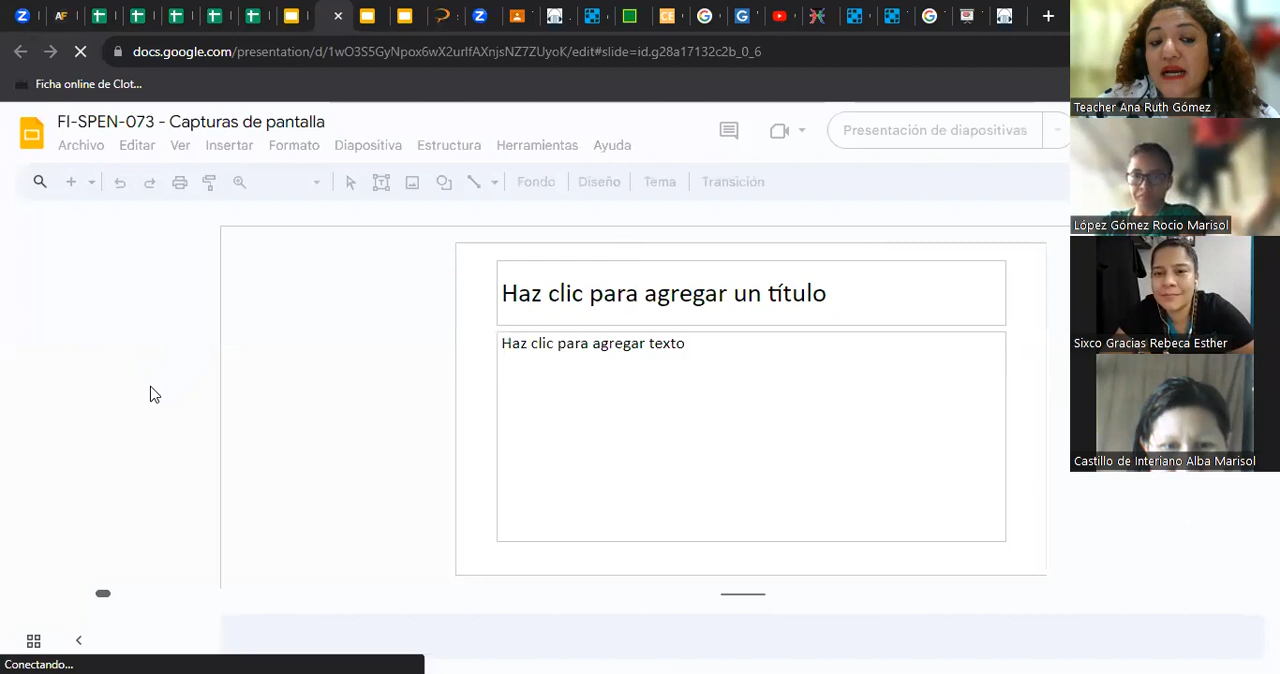 docs.google.com/presentation/d/1wO3S5GyNpox6wX2urIfAXnjsNZ7ZUyoK/edit#slide=id.g28a17132c2b_0_6
Ficha online de Clot...
FI-SPEN-073 - Capturas de pantalla
Archivo Editar Ver Insertar Formato Diapositiva Estructura Herramientas Ayuda
Presentación de diapositivas
Fondo Diseño Tema Transición
Haz clic para agregar un título
Haz clic para agregar texto
Conectando...
Teacher Ana Ruth Gómez
López Gómez Rocio Marisol
Sixco Gracias Rebeca Esther
Castillo de Interiano Alba Marisol